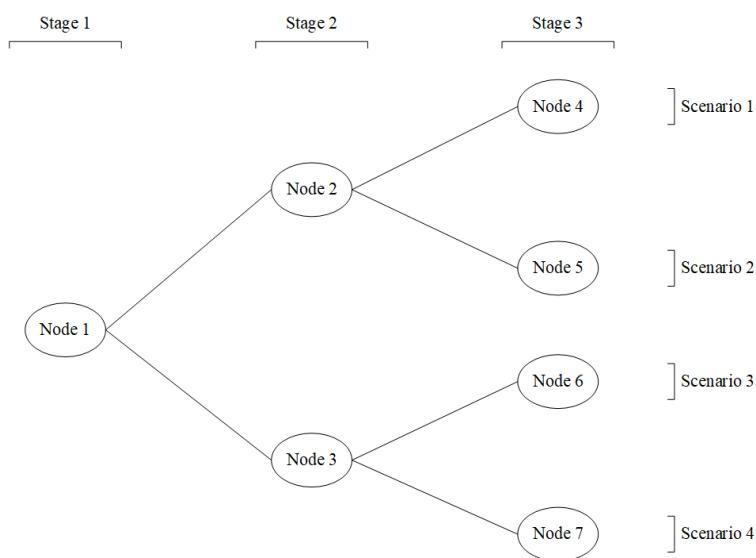 Stage 1
Stage 2
Stage 3
Node 4
Scenario 1
Node 2
Node 5
Scenario 2
Node 1
Node 6
Scenario 3
Node 3
Node 7
Scenario 4